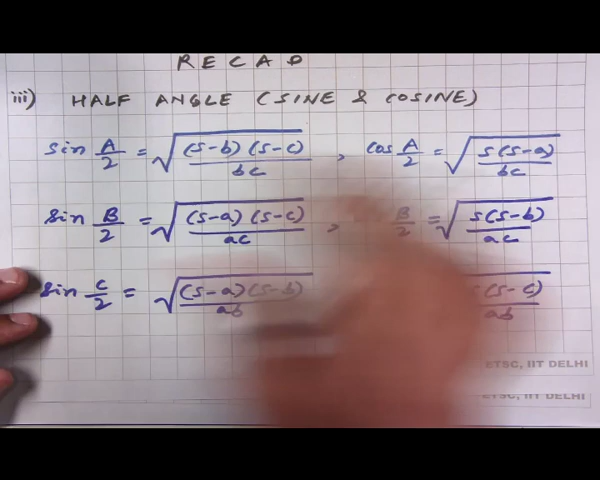 RECAP
iii) HALF ANGLE (SINE & COSINE)
sin A/2 = √((s-b)(s-c)/bc) , cos A/2 = √(s(s-a)/bc)
sin B/2 = √((s-a)(s-c)/ac) , B/2 = √(s(s-b)/ac)
sin C/2 = √((s-a)(s-b)/ab) s(s-c)/ab
ETSC, IIT DELHI
ETSC, IIT DELHI